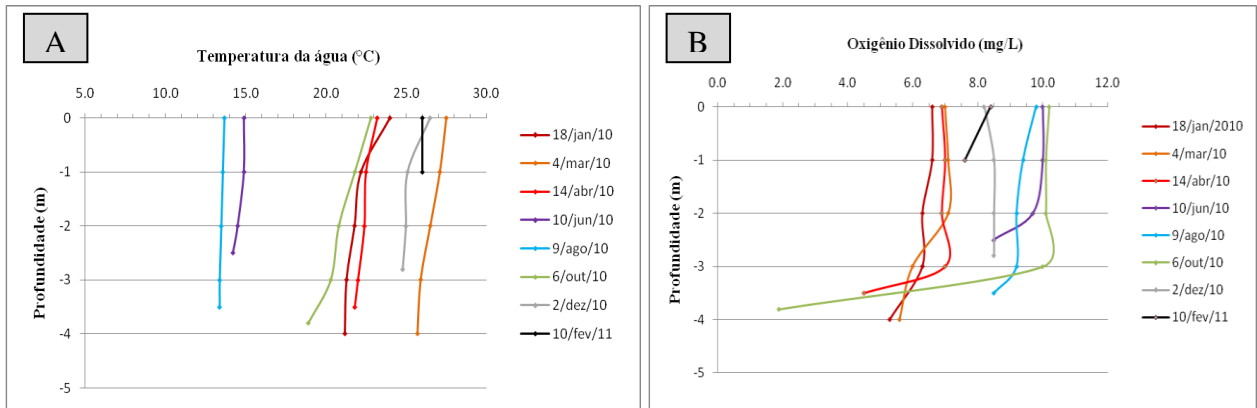 A
Temperatura da água (°C)
5.0 10.0 15.0 20.0 25.0 30.0
Profundidade (m)
0
-1
-2
-3
-4
-5
18/jan/10
4/mar/10
14/abr/10
10/jun/10
9/ago/10
6/out/10
2/dez/10
10/fev/11
B
Oxigênio Dissolvido (mg/L)
0.0 2.0 4.0 6.0 8.0 10.0 12.0
Profundidade (m)
0
-1
-2
-3
-4
-5
18/jan/2010
4/mar/10
14/abr/10
10/jun/10
9/ago/10
6/out/10
2/dez/10
10/fev/11